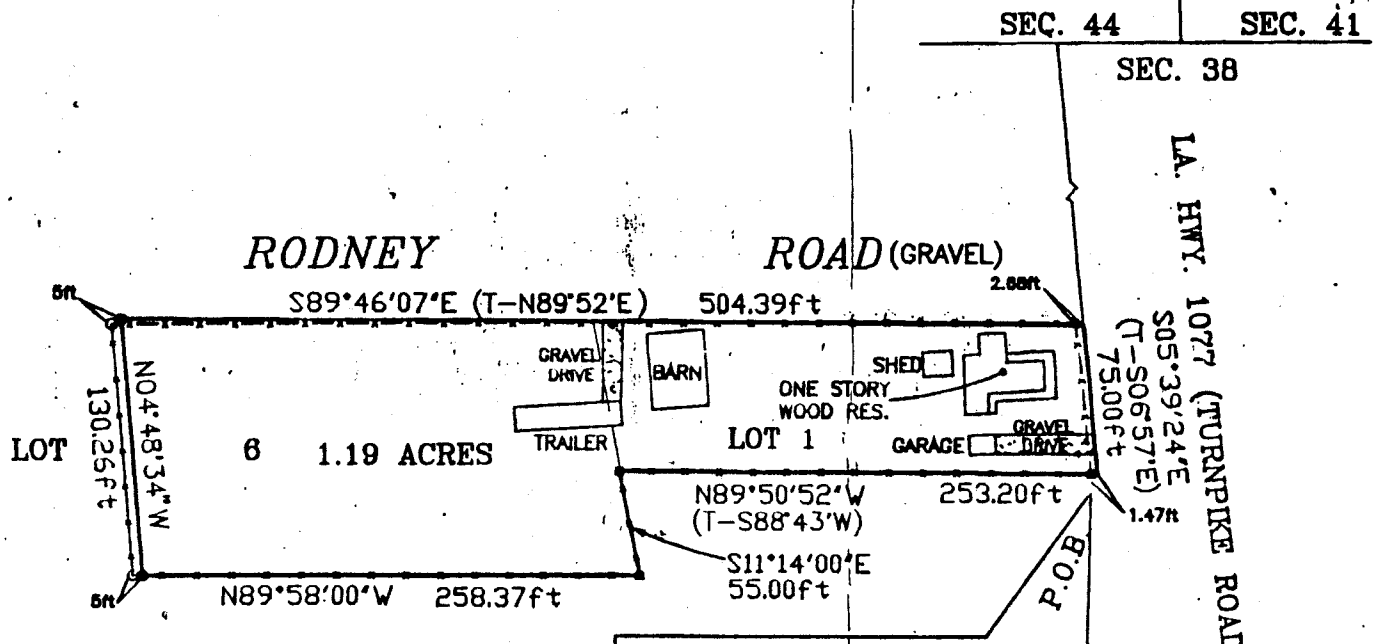 SEC. 44
SEC. 41
SEC. 38
LA. HWY. 1077 (TURNPIKE ROAD
S05°39'24"E
(T-S06°57'E)
75.00ft
RODNEY ROAD (GRAVEL)
S89°46'07"E (T-N89°52'E) 504.39ft
5ft
2.68ft
GRAVEL
DRIVE
BARN
SHED
ONE STORY
WOOD RES.
TRAILER
LOT 1
GARAGE
GRAVEL
DRIVE
N04°48'34"W
130.26ft
LOT 6 1.19 ACRES
N89°50'52"W 253.20ft
(T-S88°43'W)
1.47ft
S11°14'00"E
55.00ft
P.O.B.
5ft
N89°58'00"W 258.37ft